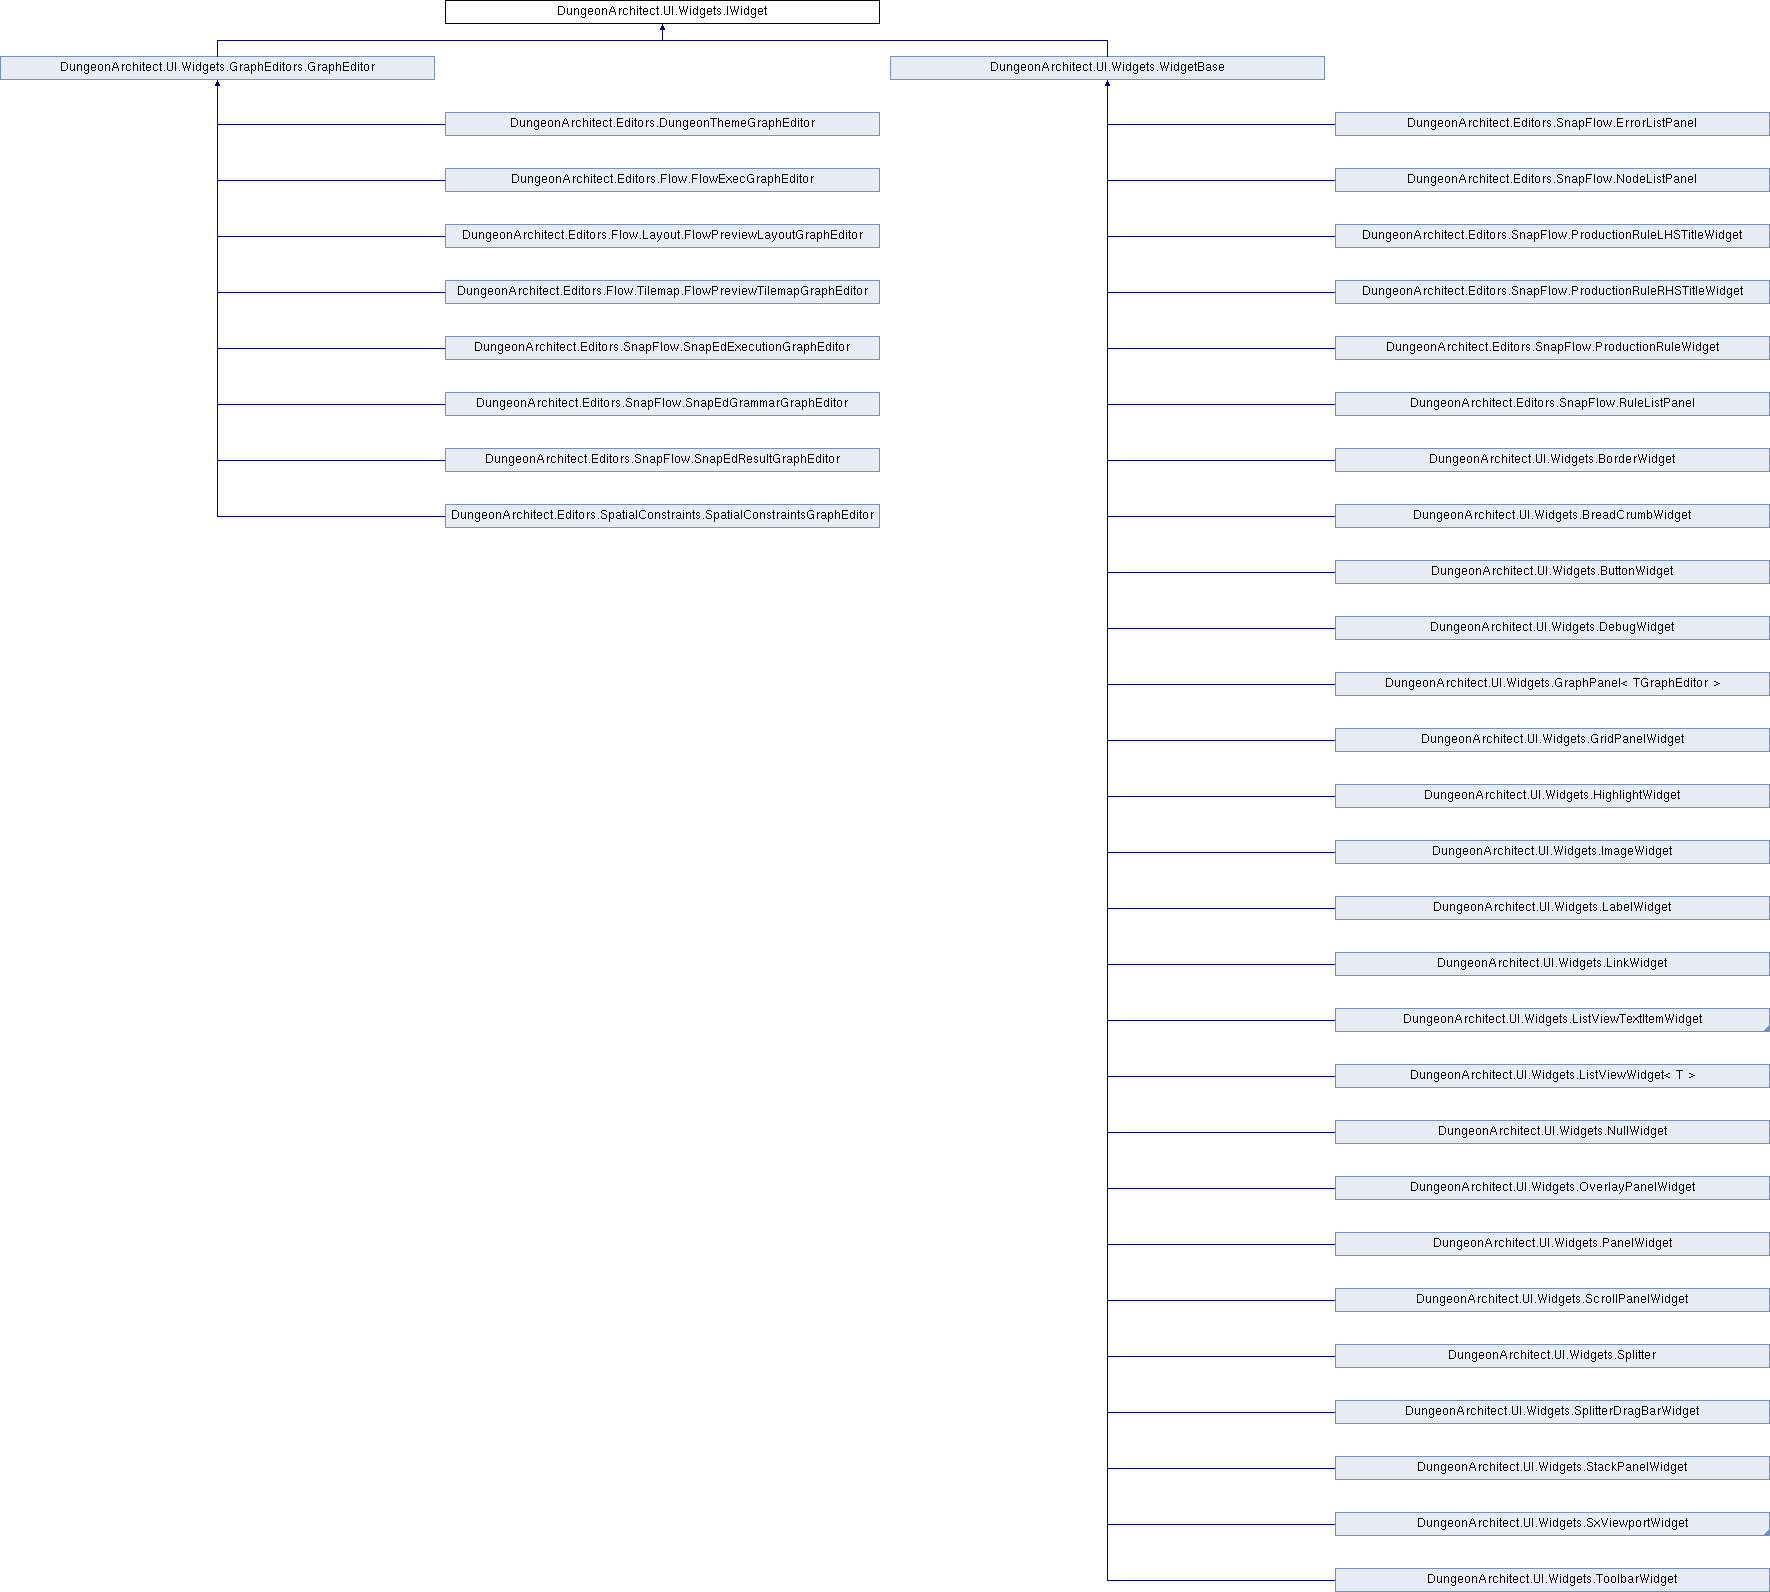 DungeonArchitect.UI.Widgets.IWidget
DungeonArchitect.UI.Widgets.GraphEditors.GraphEditor
DungeonArchitect.UI.Widgets.WidgetBase
DungeonArchitect.Editors.DungeonThemeGraphEditor
DungeonArchitect.Editors.SnapFlow.ErrorListPanel
DungeonArchitect.Editors.Flow.FlowExecGraphEditor
DungeonArchitect.Editors.SnapFlow.NodeListPanel
DungeonArchitect.Editors.Flow.Layout.FlowPreviewLayoutGraphEditor
DungeonArchitect.Editors.SnapFlow.ProductionRuleLHSTitleWidget
DungeonArchitect.Editors.Flow.Tilemap.FlowPreviewTilemapGraphEditor
DungeonArchitect.Editors.SnapFlow.ProductionRuleRHSTitleWidget
DungeonArchitect.Editors.SnapFlow.SnapEdExecutionGraphEditor
DungeonArchitect.Editors.SnapFlow.ProductionRuleWidget
DungeonArchitect.Editors.SnapFlow.SnapEdGrammarGraphEditor
DungeonArchitect.Editors.SnapFlow.RuleListPanel
DungeonArchitect.Editors.SnapFlow.SnapEdResultGraphEditor
DungeonArchitect.UI.Widgets.BorderWidget
DungeonArchitect.Editors.SpatialConstraints.SpatialConstraintsGraphEditor
DungeonArchitect.UI.Widgets.BreadCrumbWidget
DungeonArchitect.UI.Widgets.ButtonWidget
DungeonArchitect.UI.Widgets.DebugWidget
DungeonArchitect.UI.Widgets.GraphPanel< TGraphEditor >
DungeonArchitect.UI.Widgets.GridPanelWidget
DungeonArchitect.UI.Widgets.HighlightWidget
DungeonArchitect.UI.Widgets.ImageWidget
DungeonArchitect.UI.Widgets.LabelWidget
DungeonArchitect.UI.Widgets.LinkWidget
DungeonArchitect.UI.Widgets.ListViewTextItemWidget
DungeonArchitect.UI.Widgets.ListViewWidget< T >
DungeonArchitect.UI.Widgets.NullWidget
DungeonArchitect.UI.Widgets.OverlayPanelWidget
DungeonArchitect.UI.Widgets.PanelWidget
DungeonArchitect.UI.Widgets.ScrollPanelWidget
DungeonArchitect.UI.Widgets.Splitter
DungeonArchitect.UI.Widgets.SplitterDragBarWidget
DungeonArchitect.UI.Widgets.StackPanelWidget
DungeonArchitect.UI.Widgets.SxViewportWidget
DungeonArchitect.UI.Widgets.ToolbarWidget